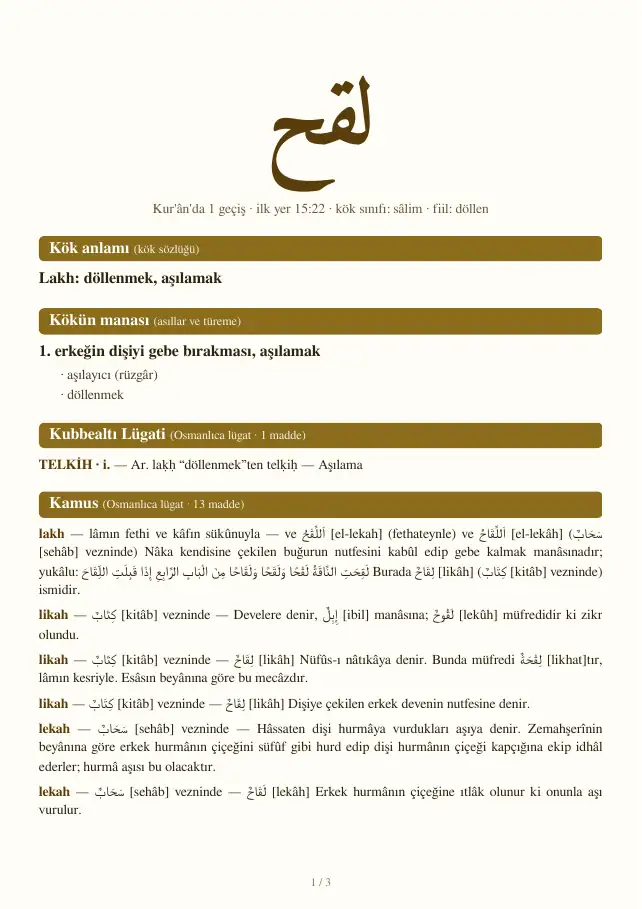 لقح
Kur'ân'da 1 geçiş · ilk yer 15:22 · kök sınıfı: sâlim · fiil: döllen
Kök anlamı (kök sözlüğü)
Lakh: döllenmek, aşılamak
Kökün manası (asıllar ve türeme)
1. erkeğin dişiyi gebe bırakması, aşılamak
· aşılayıcı (rüzgâr)
· döllenmek
Kubbealtı Lügati (Osmanlıca lügat · 1 madde)
TELKİH · i. — Ar. laḳḥ “döllenmek”ten telḳiḥ — Aşılama
Kamus (Osmanlıca lügat · 13 madde)
lakh — lâmın fethi ve kâfın sükûnuyla — ve اَللَّقَحُ [el-lekah] (fethateynle) ve اَللَّقَاحُ [el-lekâh] (سَحَابٌ
[sehâb] vezninde) Nâka kendisine çekilen buğurun nutfesini kabûl edip gebe kalmak manâsınadır;
yukâlu: لَقِحَتِ النَّاقَةُ لَقْحًا وَلَقَحًا وَلَقَاحًا مِنَ الْبَابِ الرَّابِعِ إِذَا قَبِلَتِ اللِّقَاحَ Burada لِقَاحٌ [likâh] (كِتَابٌ [kitâb] vezninde)
ismidir.
likah — كِتَابٌ [kitâb] vezninde — Develere denir, إِبِلٌ [ibil] manâsına; لَقُوحٌ [lekûh] müfredidir ki zikr
olundu.
likah — كِتَابٌ [kitâb] vezninde — لِقَاحٌ [likâh] Nüfûs-ı nâtıkâya denir. Bunda müfredi لِقْحَةٌ [likhat]tır,
lâmın kesriyle. Esâsın beyânına göre bu mecâzdır.
likah — كِتَابٌ [kitâb] vezninde — لِقَاحٌ [likâh] Dişiye çekilen erkek devenin nutfesine denir.
lekah — سَحَابٌ [sehâb] vezninde — Hâssaten dişi hurmâya vurdukları aşıya denir. Zemahşerînin
beyânına göre erkek hurmânın çiçeğini süfûf gibi hurd edip dişi hurmânın çiçeği kapçığına ekip idhâl
ederler; hurmâ aşısı bu olacaktır.
lekah — سَحَابٌ [sehâb] vezninde — لَقَاحٌ [lekâh] Erkek hurmânın çiçeğine ıtlâk olunur ki onunla aşı
vurulur.
1 / 3